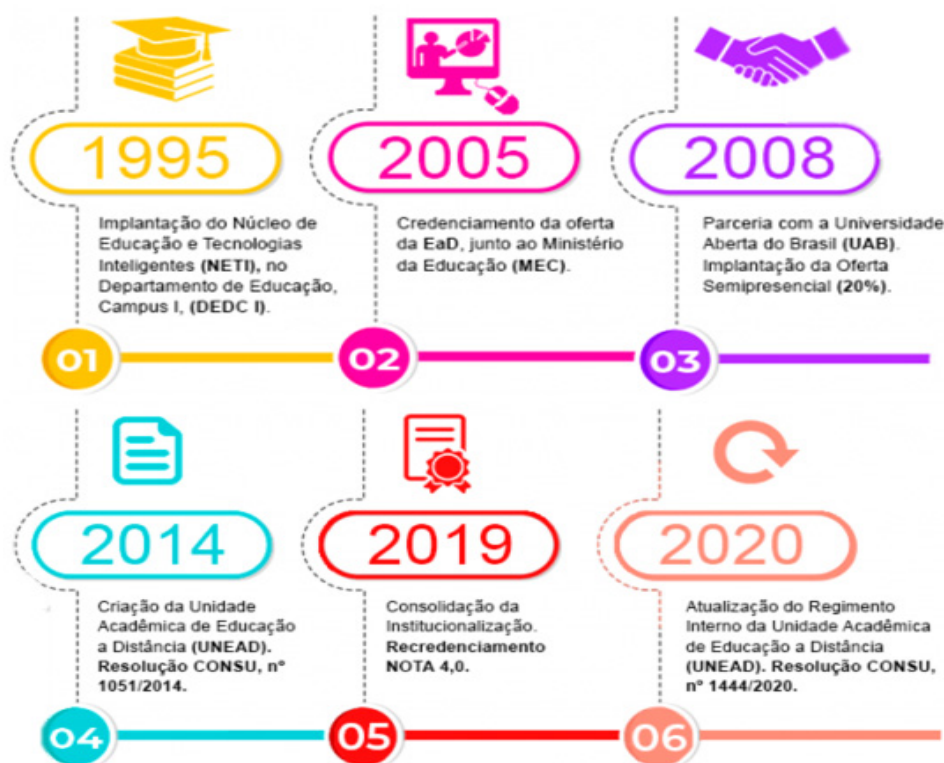 1995
Implantação do Núcleo de
Educação e Tecnologias
Inteligentes (NETI), no
Departamento de Educação,
Campus I, (DEDC I).
01
2005
Credenciamento da oferta
da EaD, junto ao Ministério
da Educação (MEC).
02
2008
Parceria com a Universidade
Aberta do Brasil (UAB).
Implantação da Oferta
Semipresencial (20%).
03
2014
Criação da Unidade
Acadêmica de Educação
a Distância (UNEAD).
Resolução CONSU, nº
1051/2014.
04
2019
Consolidação da
Institucionalização.
Recredenciamento
NOTA 4,0.
05
2020
Atualização do Regimento
Interno da Unidade Acadêmica
de Educação a Distância
(UNEAD). Resolução CONSU,
nº 1444/2020.
06